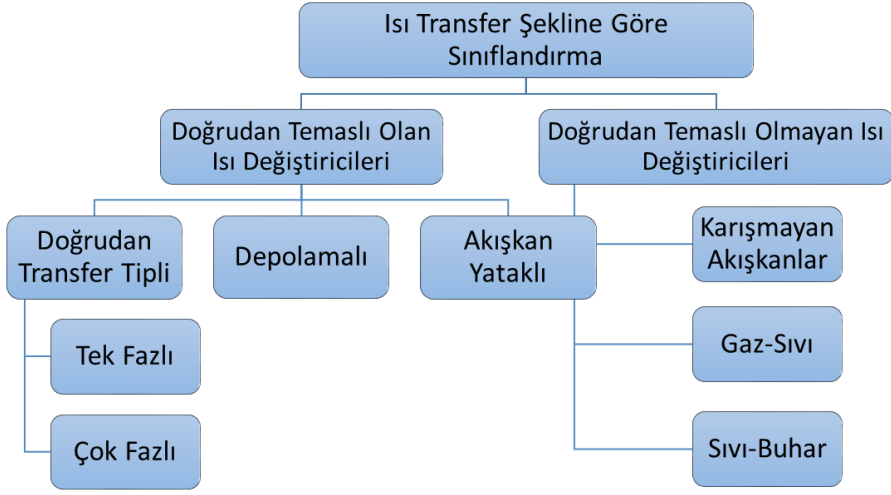 Isı Transfer Şekline Göre
Sınıflandırma
Doğrudan Temaslı Olan
Isı Değiştiricileri
Doğrudan Temaslı Olmayan Isı
Değiştiricileri
Doğrudan
Transfer Tipli
Depolamalı
Akışkan
Yataklı
Karışmayan
Akışkanlar
Tek Fazlı
Gaz-Sıvı
Çok Fazlı
Sıvı-Buhar